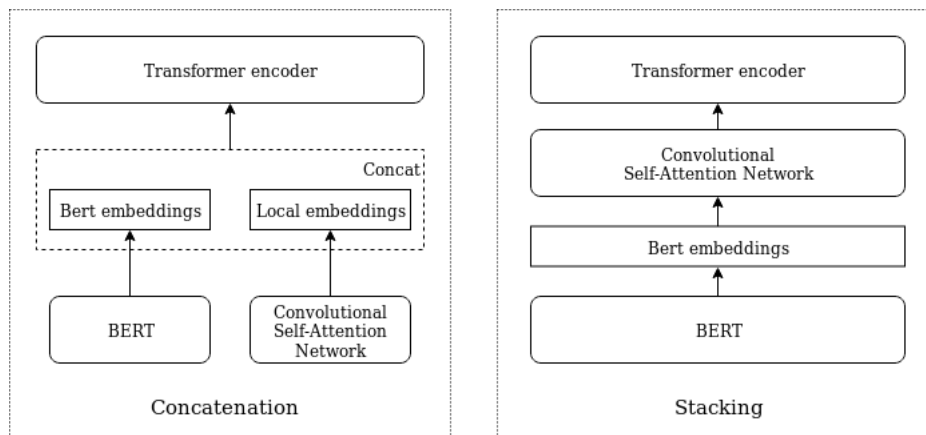 Transformer encoder
Concat
Bert embeddings
Local embeddings
BERT
Convolutional
Self-Attention
Network
Concatenation
Transformer encoder
Convolutional
Self-Attention Network
Bert embeddings
BERT
Stacking